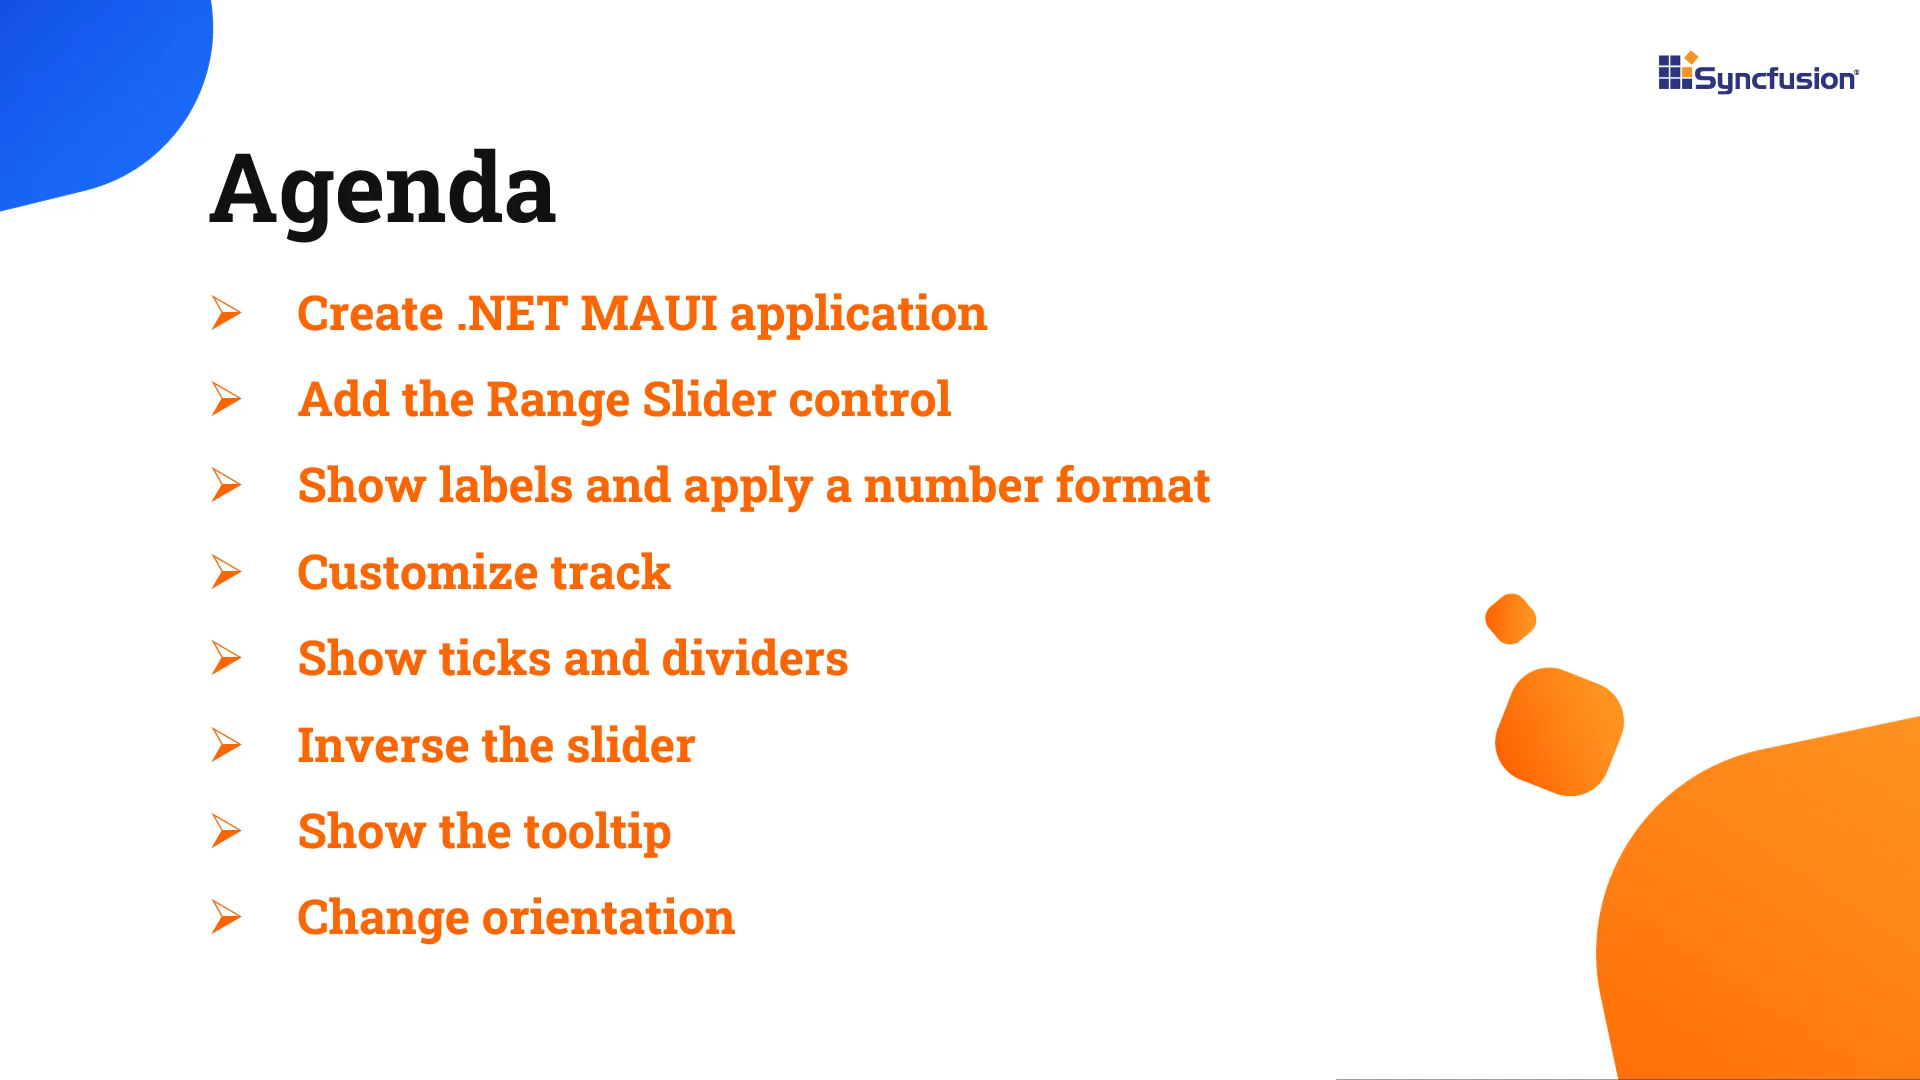 Syncfusion®
Agenda
➢ Create .NET MAUI application
➢ Add the Range Slider control
➢ Show labels and apply a number format
➢ Customize track
➢ Show ticks and dividers
➢ Inverse the slider
➢ Show the tooltip
➢ Change orientation